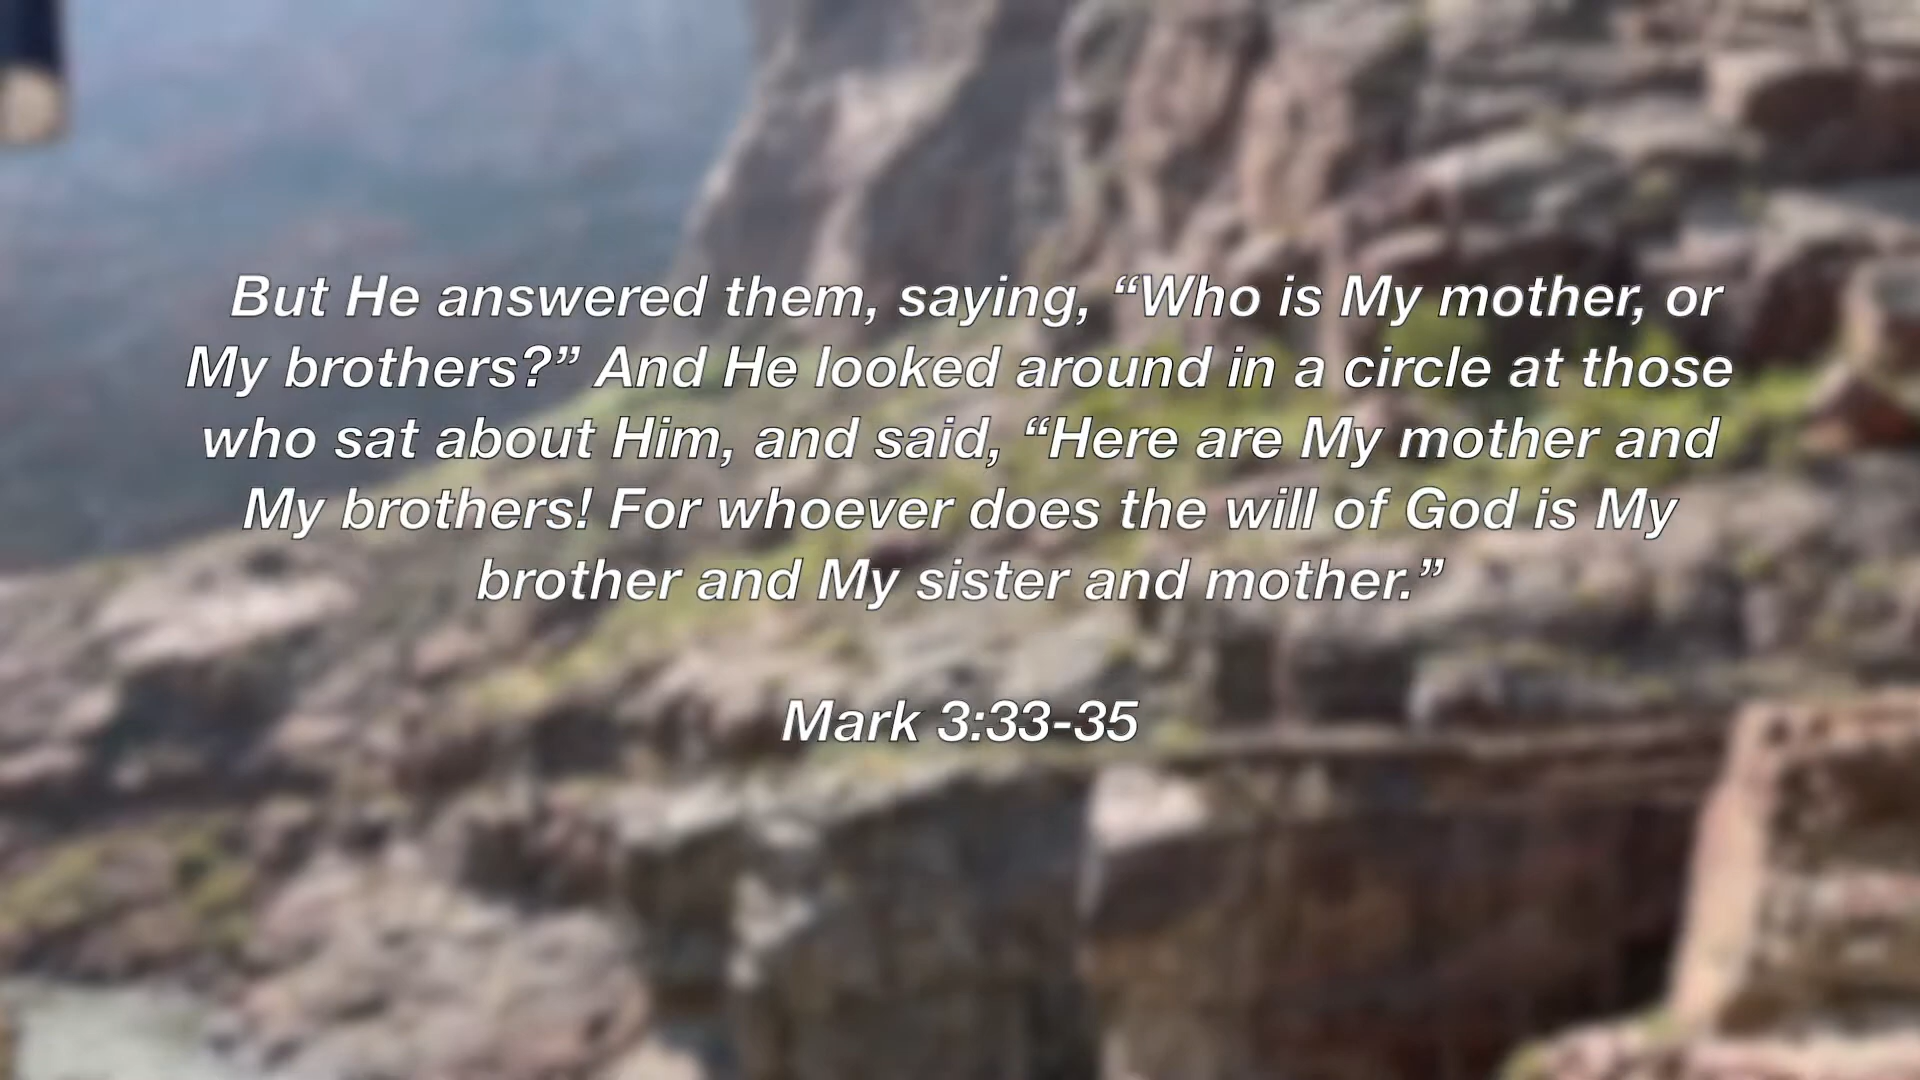 But He answered them, saying, “Who is My mother, or
My brothers?” And He looked around in a circle at those
who sat about Him, and said, “Here are My mother and
My brothers! For whoever does the will of God is My
brother and My sister and mother.”
Mark 3:33-35